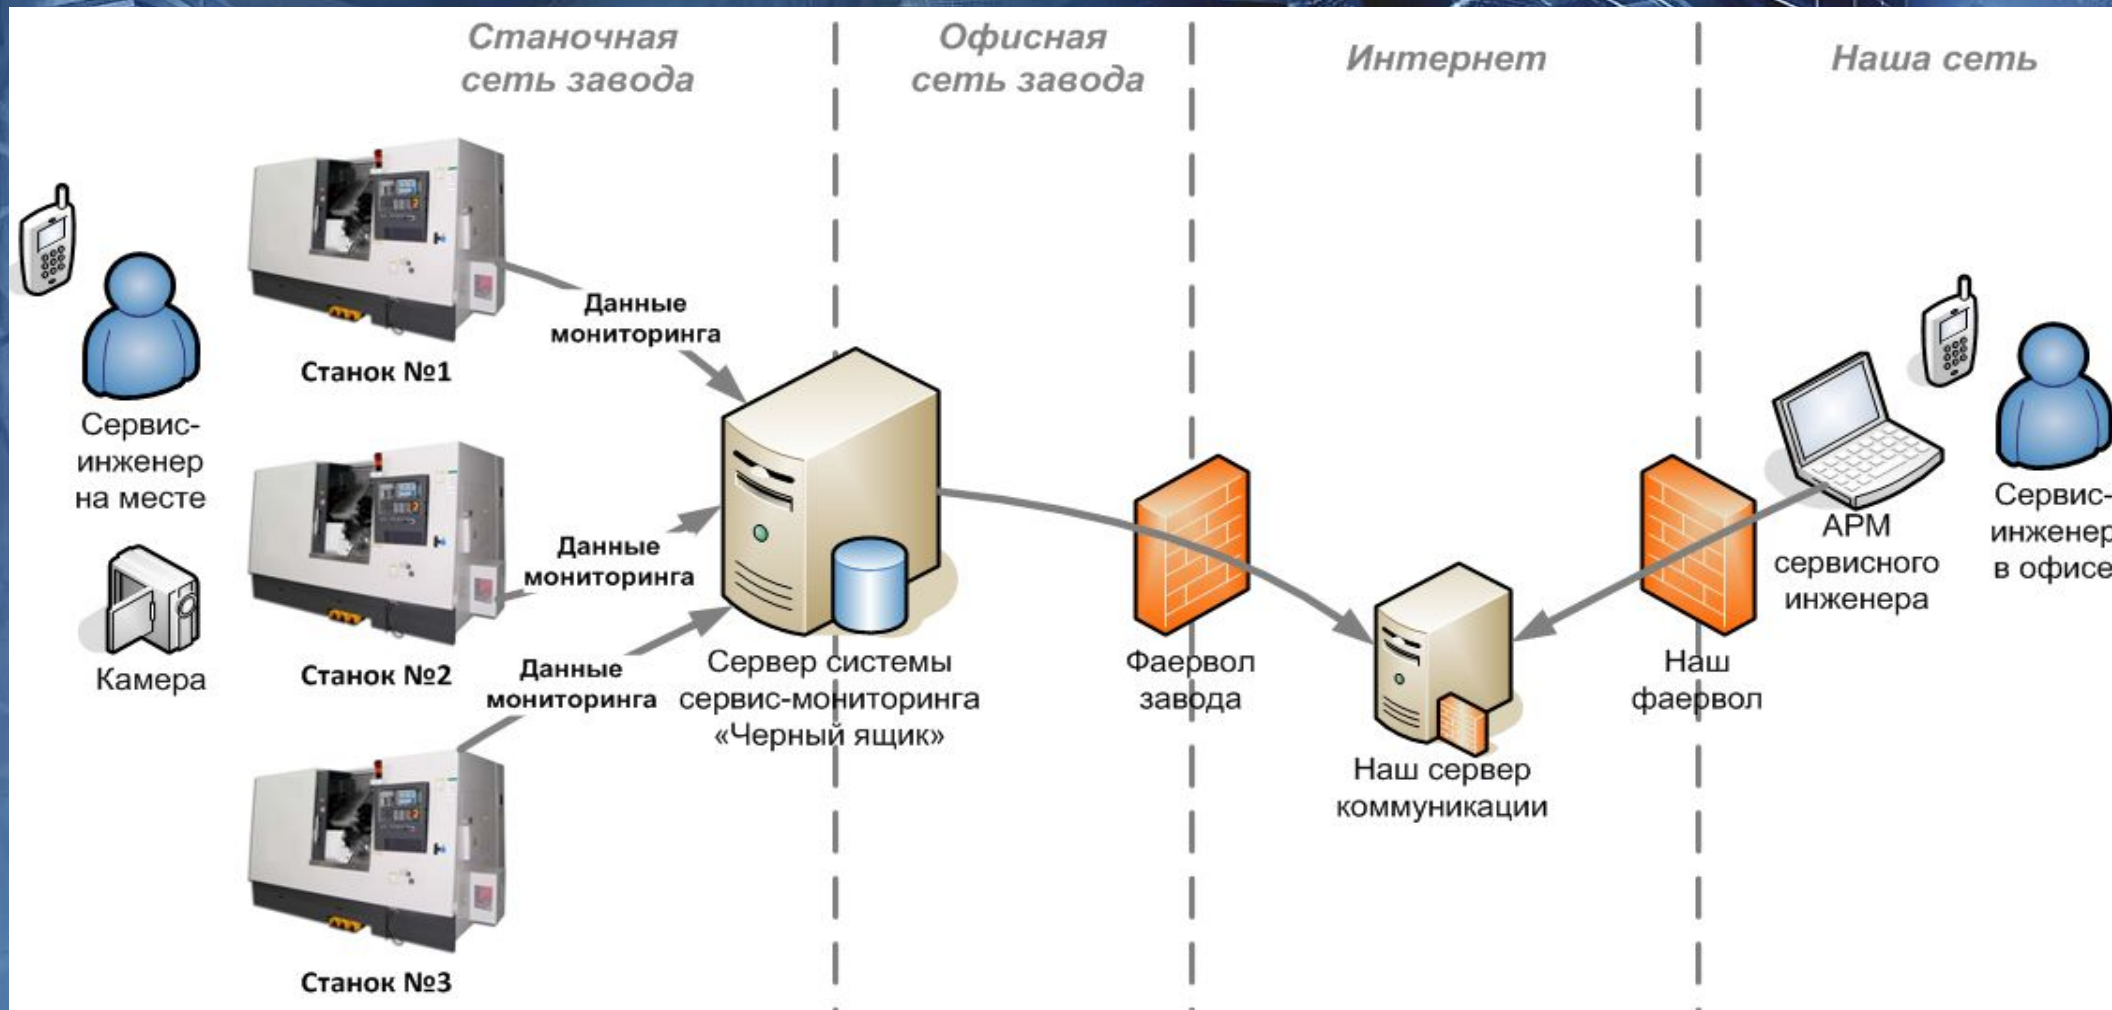 Станочная
сеть завода
Офисная
сеть завода
Интернет
Наша сеть
Сервис-
инженер
на месте
Камера
Станок №1
Станок №2
Станок №3
Данные
мониторинга
Данные
мониторинга
Данные
мониторинга
Сервер системы
сервис-мониторинга
«Черный ящик»
Фаервол
завода
Наш сервер
коммуникации
Наш
фаервол
АРМ
сервисного
инженера
Сервис-
инженер
в офисе